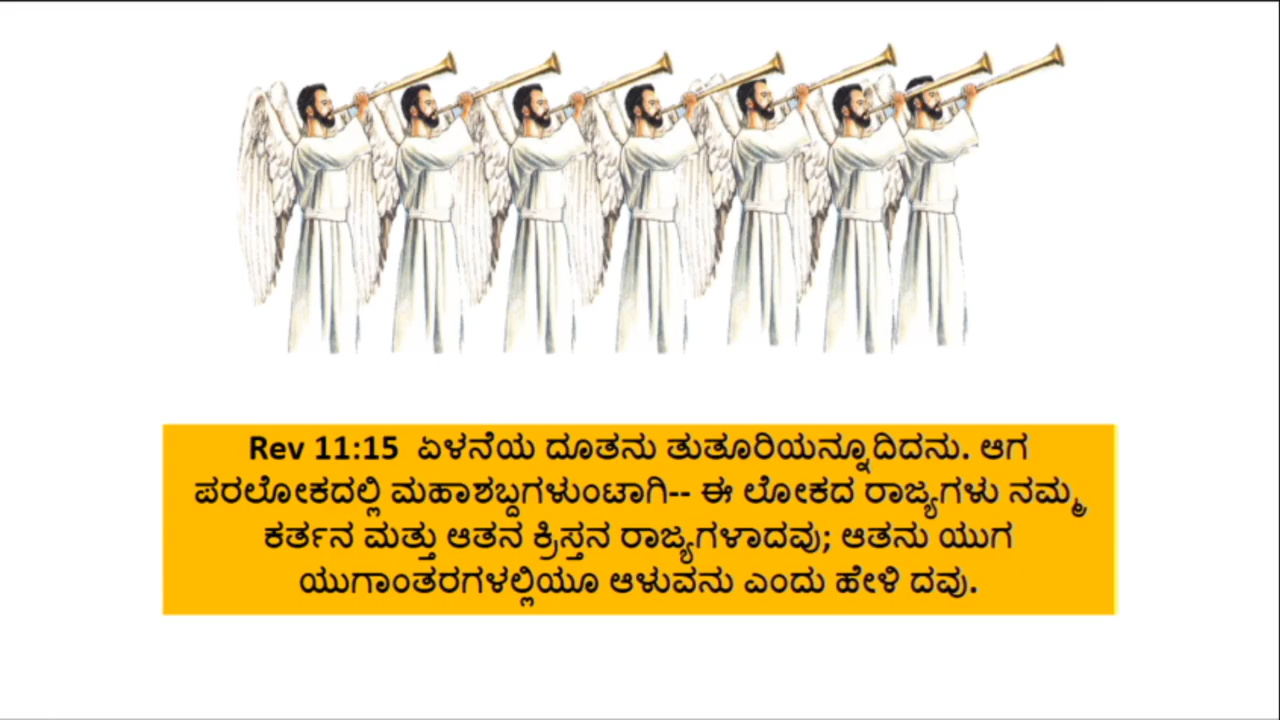 Rev 11:15 ಏಳನೆಯ ದೂತನು ತುತೂರಿಯನ್ನೂದಿದನು. ಆಗ
ಪರಲೋಕದಲ್ಲಿ ಮಹಾಶಬ್ದಗಳುಂಟಾಗಿ-- ಈ ಲೋಕದ ರಾಜ್ಯಗಳು ನಮ್ಮ
ಕರ್ತನ ಮತ್ತು ಆತನ ಕ್ರಿಸ್ತನ ರಾಜ್ಯಗಳಾದವು; ಆತನು ಯುಗ
ಯುಗಾಂತರಗಳಲ್ಲಿಯೂ ಆಳುವನು ಎಂದು ಹೇಳಿ ದವು.